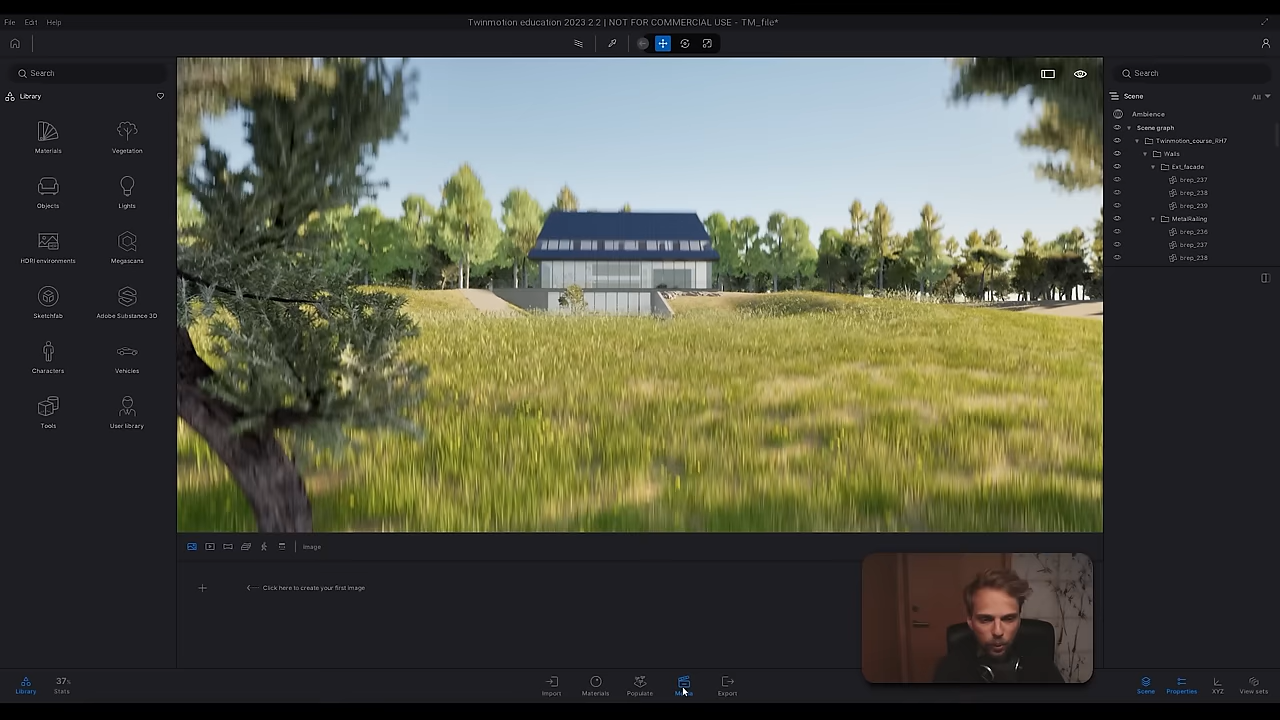 File Edit Help
Twinmotion education 2023 2.2 | NOT FOR COMMERCIAL USE - TM_file*
Search
Library
Materials
Vegetation
Objects
Lights
HDRI environments
Megascans
Sketchfab
Adobe Substance 3D
Characters
Vehicles
Tools
User library
Search
Scene
All
Ambience
Scene graph
Twinmotion_course_RH7
Walls
Ext_facade
brep_237
brep_238
brep_239
MetalRailing
brep_236
brep_237
brep_238
Image
Click here to create your first image
Library
37%
Stats
Import
Materials
Populate
Export
Scene
Properties
XYZ
View sets